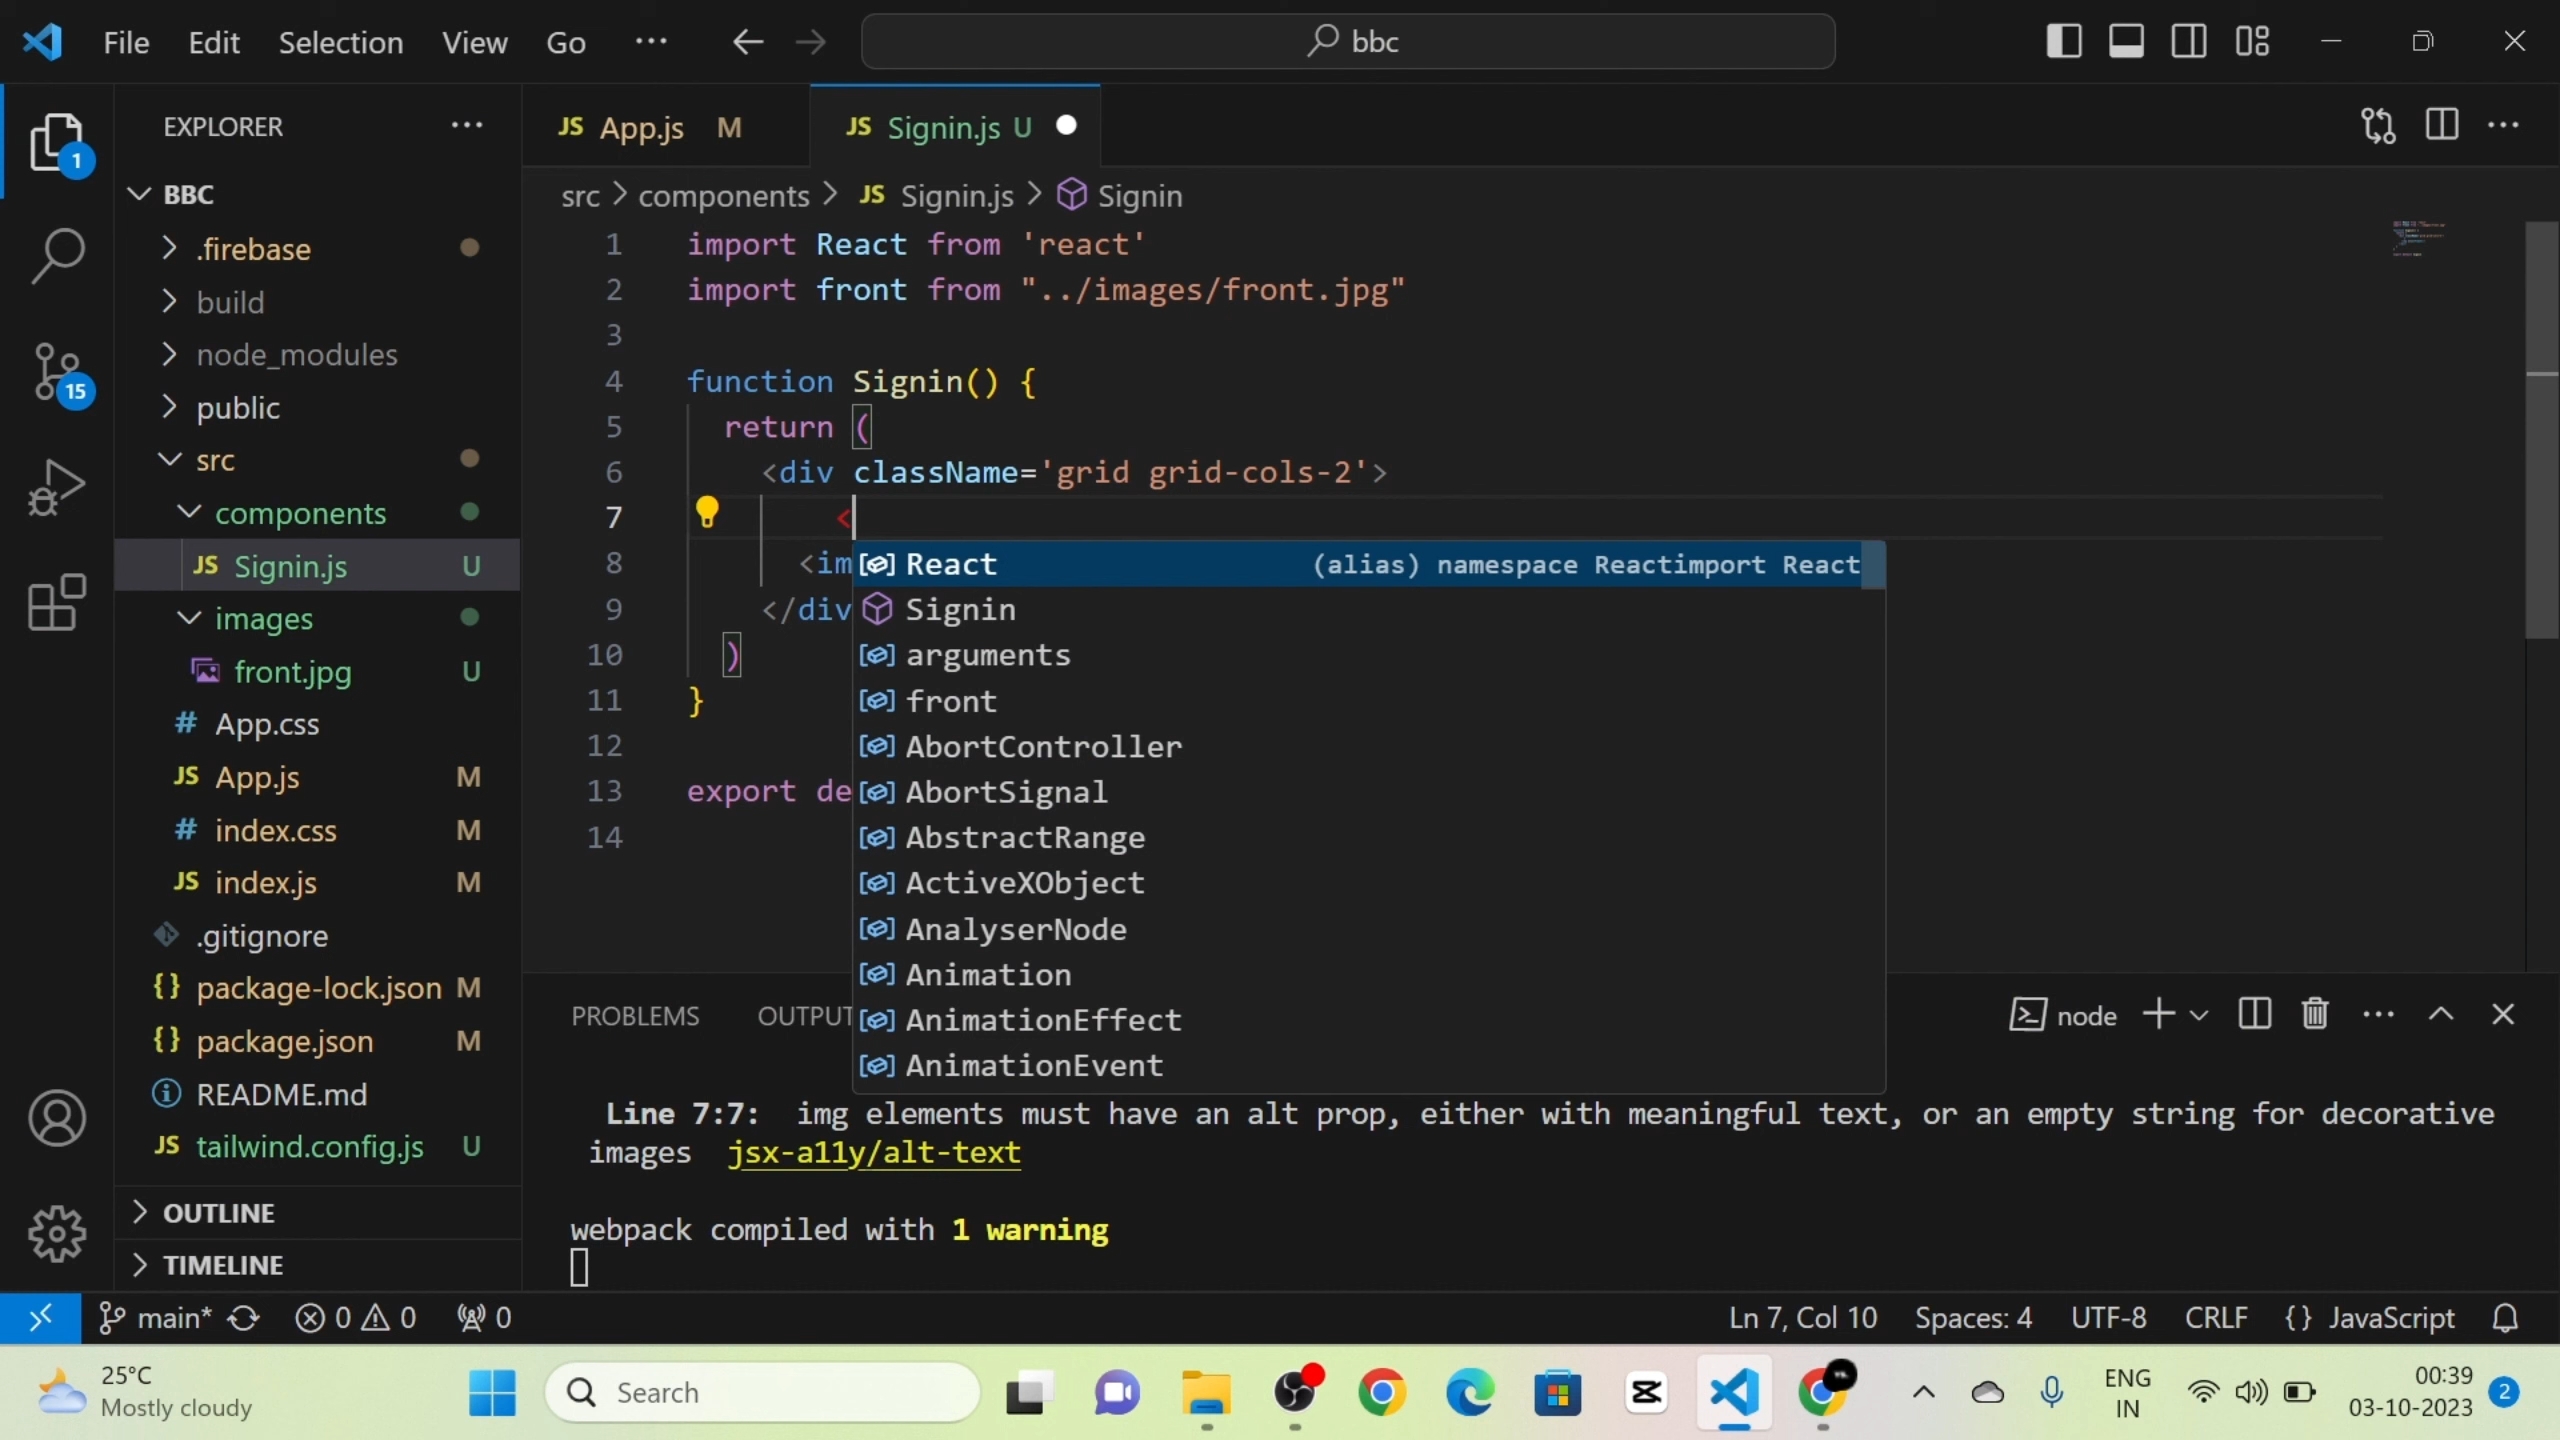 File Edit Selection View Go ··· bbc
EXPLORER ···
BBC
.firebase
build
node_modules
public
src
components
JS Signin.js U
images
front.jpg U
# App.css
JS App.js M
# index.css M
JS index.js M
.gitignore
{} package-lock.json M
{} package.json M
README.md
JS tailwind.config.js U
OUTLINE
TIMELINE
1
15
JS App.js M
JS Signin.js U
src > components > JS Signin.js > Signin
1 import React from 'react'
2 import front from "../images/front.jpg"
3
4 function Signin() {
5 return (
6 <div className='grid grid-cols-2'>
7 <
8 <im
9 </div
10 )
11 }
12
13 export de
14
React (alias) namespace Reactimport React
Signin
arguments
front
AbortController
AbortSignal
AbstractRange
ActiveXObject
AnalyserNode
Animation
AnimationEffect
AnimationEvent
PROBLEMS OUTPUT node
Line 7:7: img elements must have an alt prop, either with meaningful text, or an empty string for decorative
images jsx-a11y/alt-text
webpack compiled with 1 warning
main* 0 0 0 Ln 7, Col 10 Spaces: 4 UTF-8 CRLF {} JavaScript
25°C
Mostly cloudy
Search
ENG
IN
00:39
03-10-2023
2